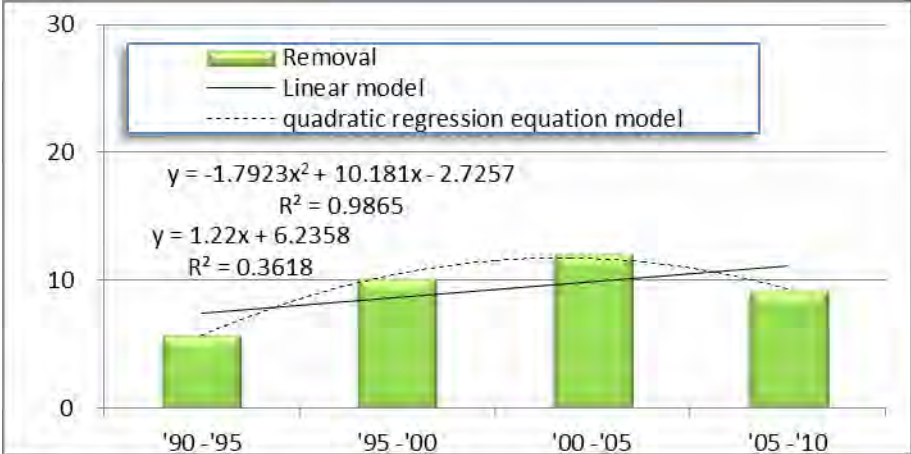 30
Removal
Linear model
quadratic regression equation model
20
y = -1.7923x² + 10.181x - 2.7257
R² = 0.9865
y = 1.22x + 6.2358
R² = 0.3618
10
0
'90 -'95
'95 -'00
'00 -'05
'05 -'10